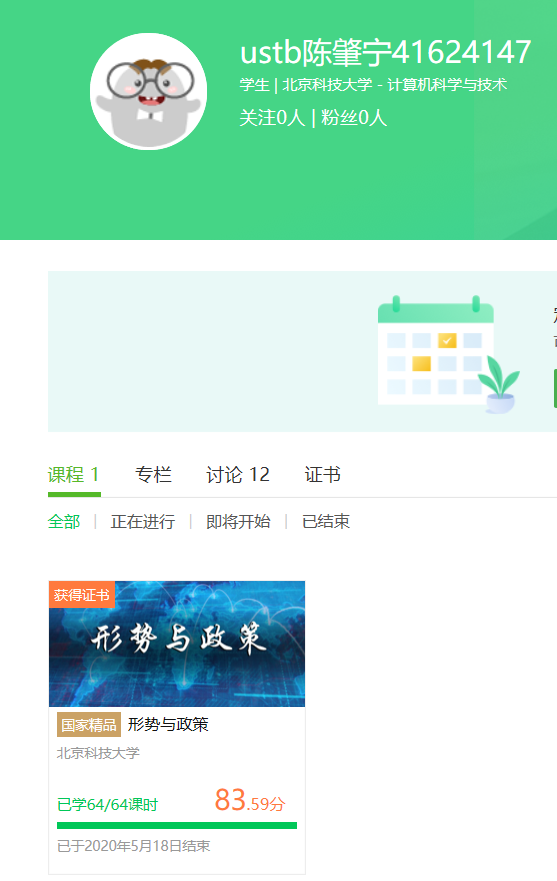 ustb陈肇宁41624147
学生 | 北京科技大学 - 计算机科学与技术
关注0人 | 粉丝0人
课程 1 专栏 讨论 12 证书
全部 | 正在进行 | 即将开始 | 已结束
获得证书
形势与政策
国家精品 形势与政策
北京科技大学
已学64/64课时 83.59分
已于2020年5月18日结束